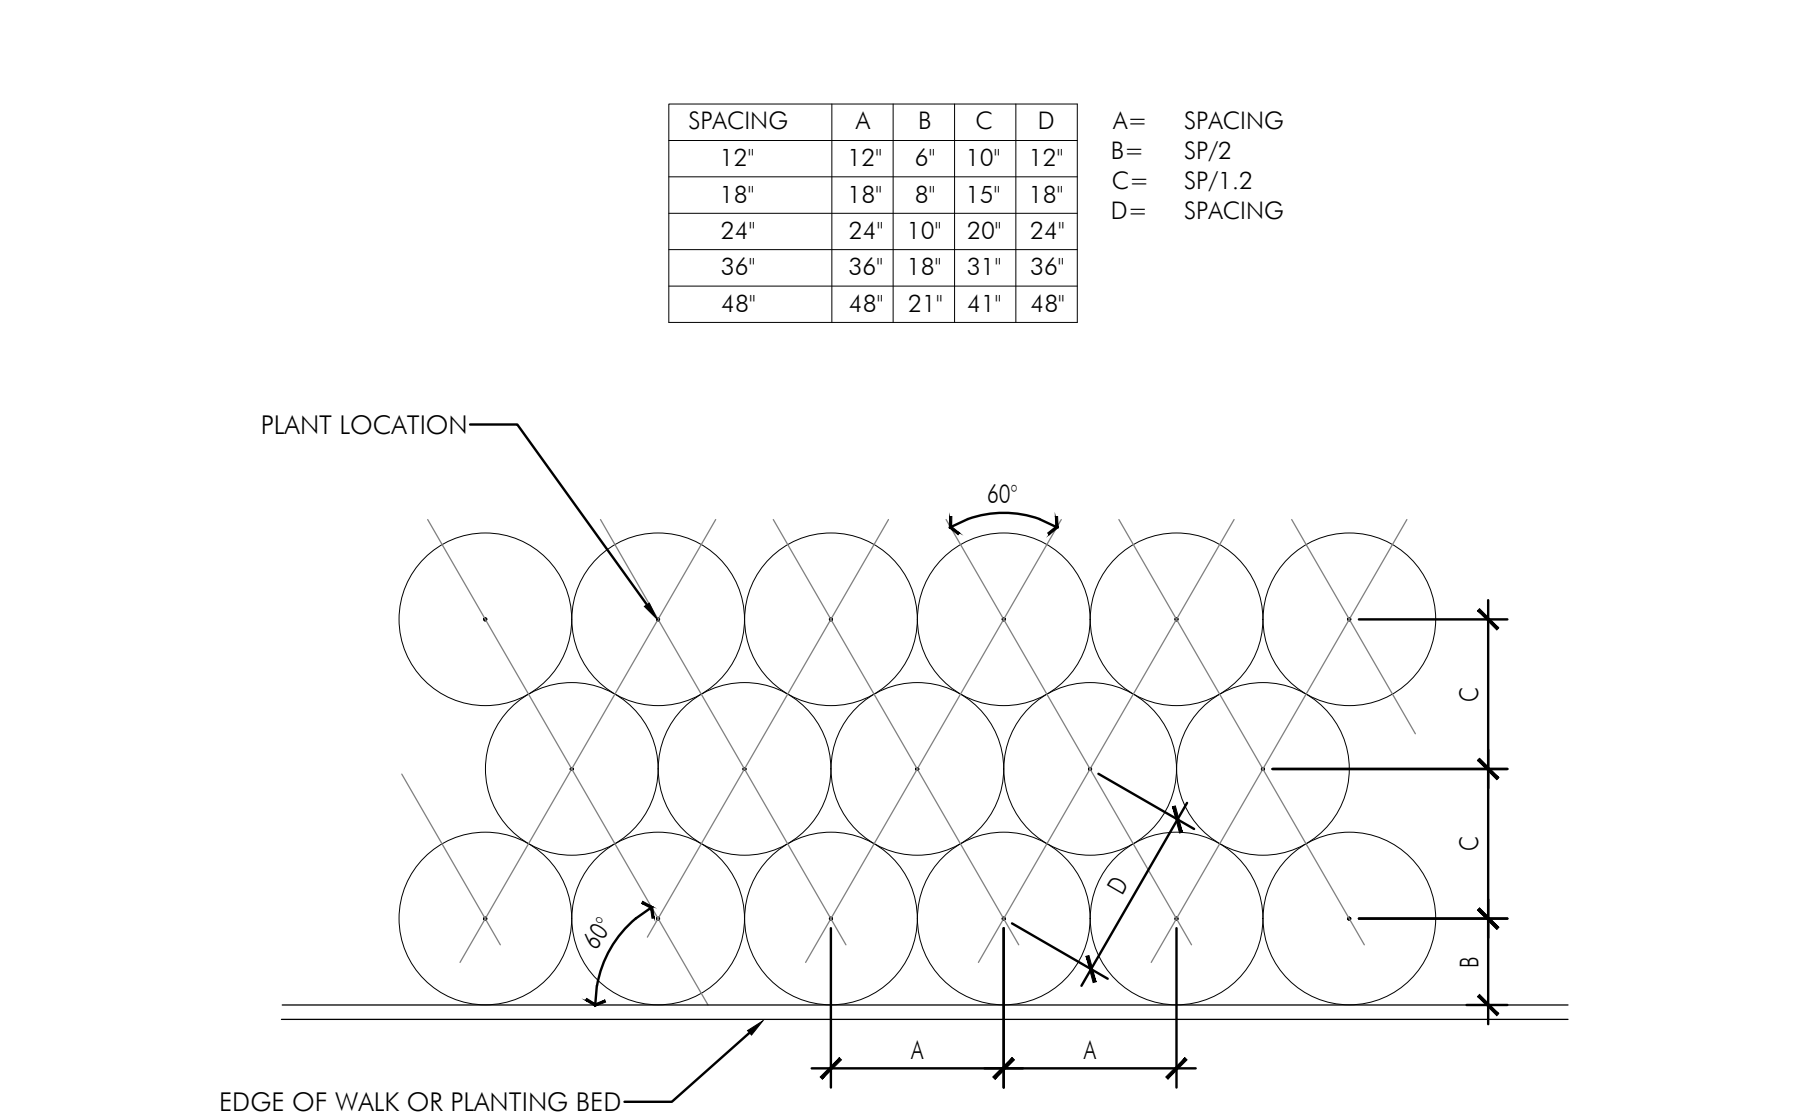 SPACING A B C D
12" 12" 6" 10" 12"
18" 18" 8" 15" 18"
24" 24" 10" 20" 24"
36" 36" 18" 31" 36"
48" 48" 21" 41" 48"
A= SPACING
B= SP/2
C= SP/1.2
D= SPACING
PLANT LOCATION
60°
C
C
D
60°
B
A A
EDGE OF WALK OR PLANTING BED